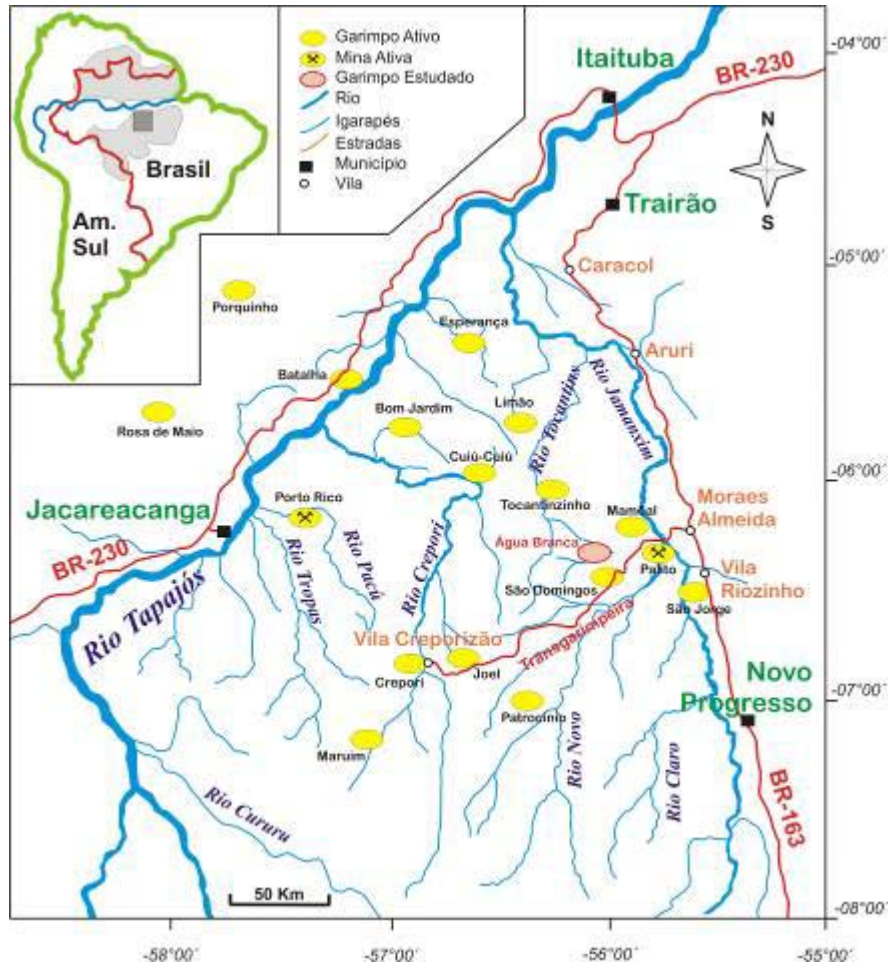 Garimpo Ativo
Mina Ativa
Garimpo Estudado
Rio
Igarapés
Estradas
Município
Vila
Brasil
Am.
Sul
Itaituba
BR-230
-04°00´
N
S
Trairão
-05°00´
Caracol
Porquinho
Esperança
Aruri
Batalha
Rio Tocantins
Rio Jamanxim
Rosa de Maio
Bom Jardim
Limão
Cuiú-Cuiú
-06°00´
Jacareacanga
Porto Rico
Tocantinzinho
Mamoal
Moraes
Almeida
BR-230
Rio Tropas
Rio Pacú
Rio Crepori
Água Branca
Palito
Vila
Riozinho
São Domingos
São Jorge
Rio Tapajós
Transgarimpeira
Vila Creporizão
Crepori
Joel
Novo
Progresso
-07°00´
Patrocínio
Maruim
Rio Novo
Rio Claro
Rio Cururu
BR-163
50 Km
-08°00´
-58°00´
-57°00´
-56°00´
-55°00´